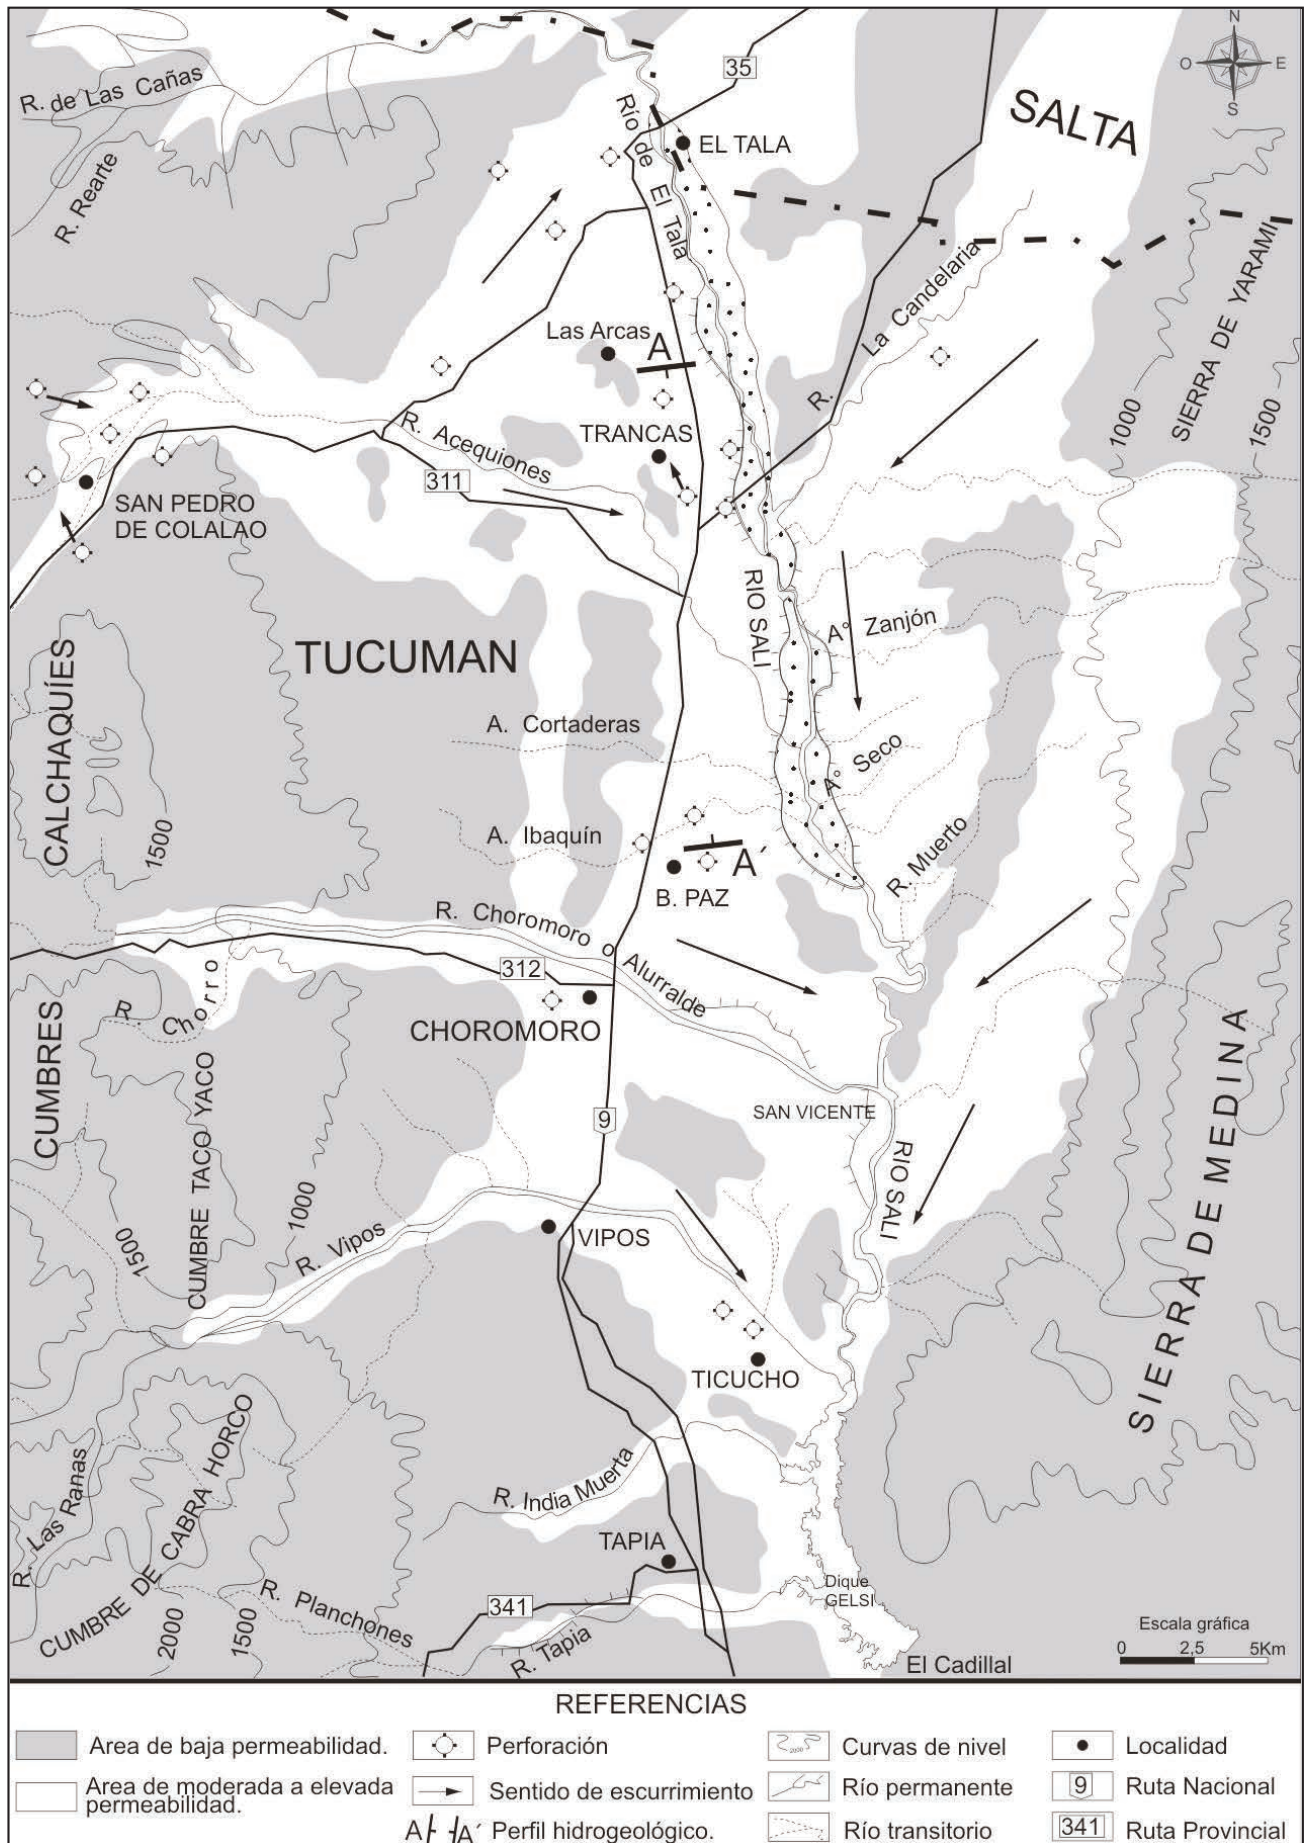 N
O
E
S
35
SALTA
R. de Las Cañas
R. Rearte
Río de El Tala
EL TALA
R. La Candelaria
SIERRA DE YARAMI
1000
1500
Las Arcas
A
R. Acequiones
TRANCAS
311
SAN PEDRO
DE COLALAO
RIO SALI
A° Zanjón
TUCUMAN
A. Cortaderas
A° Seco
CUMBRES CALCHAQUÍES
1500
A. Ibaquín
A´
B. PAZ
R. Muerto
R. Choromoro o Alurralde
312
R. Chorro
CHOROMORO
SIERRA DE MEDINA
CUMBRE TACO YACO
9
SAN VICENTE
RIO SALI
1000
1500
R. Vipos
VIPOS
TICUCHO
R. Las Ranas
CUMBRE DE CABRA HORCO
R. India Muerta
TAPIA
2000
1500
R. Planchones
341
R. Tapia
Dique
GELSI
El Cadillal
Escala gráfica
0 2,5 5Km
REFERENCIAS
Area de baja permeabilidad.
Area de moderada a elevada
permeabilidad.
Perforación
Sentido de escurrimiento
A A´ Perfil hidrogeológico.
2000
Curvas de nivel
Río permanente
Río transitorio
Localidad
9 Ruta Nacional
341 Ruta Provincial